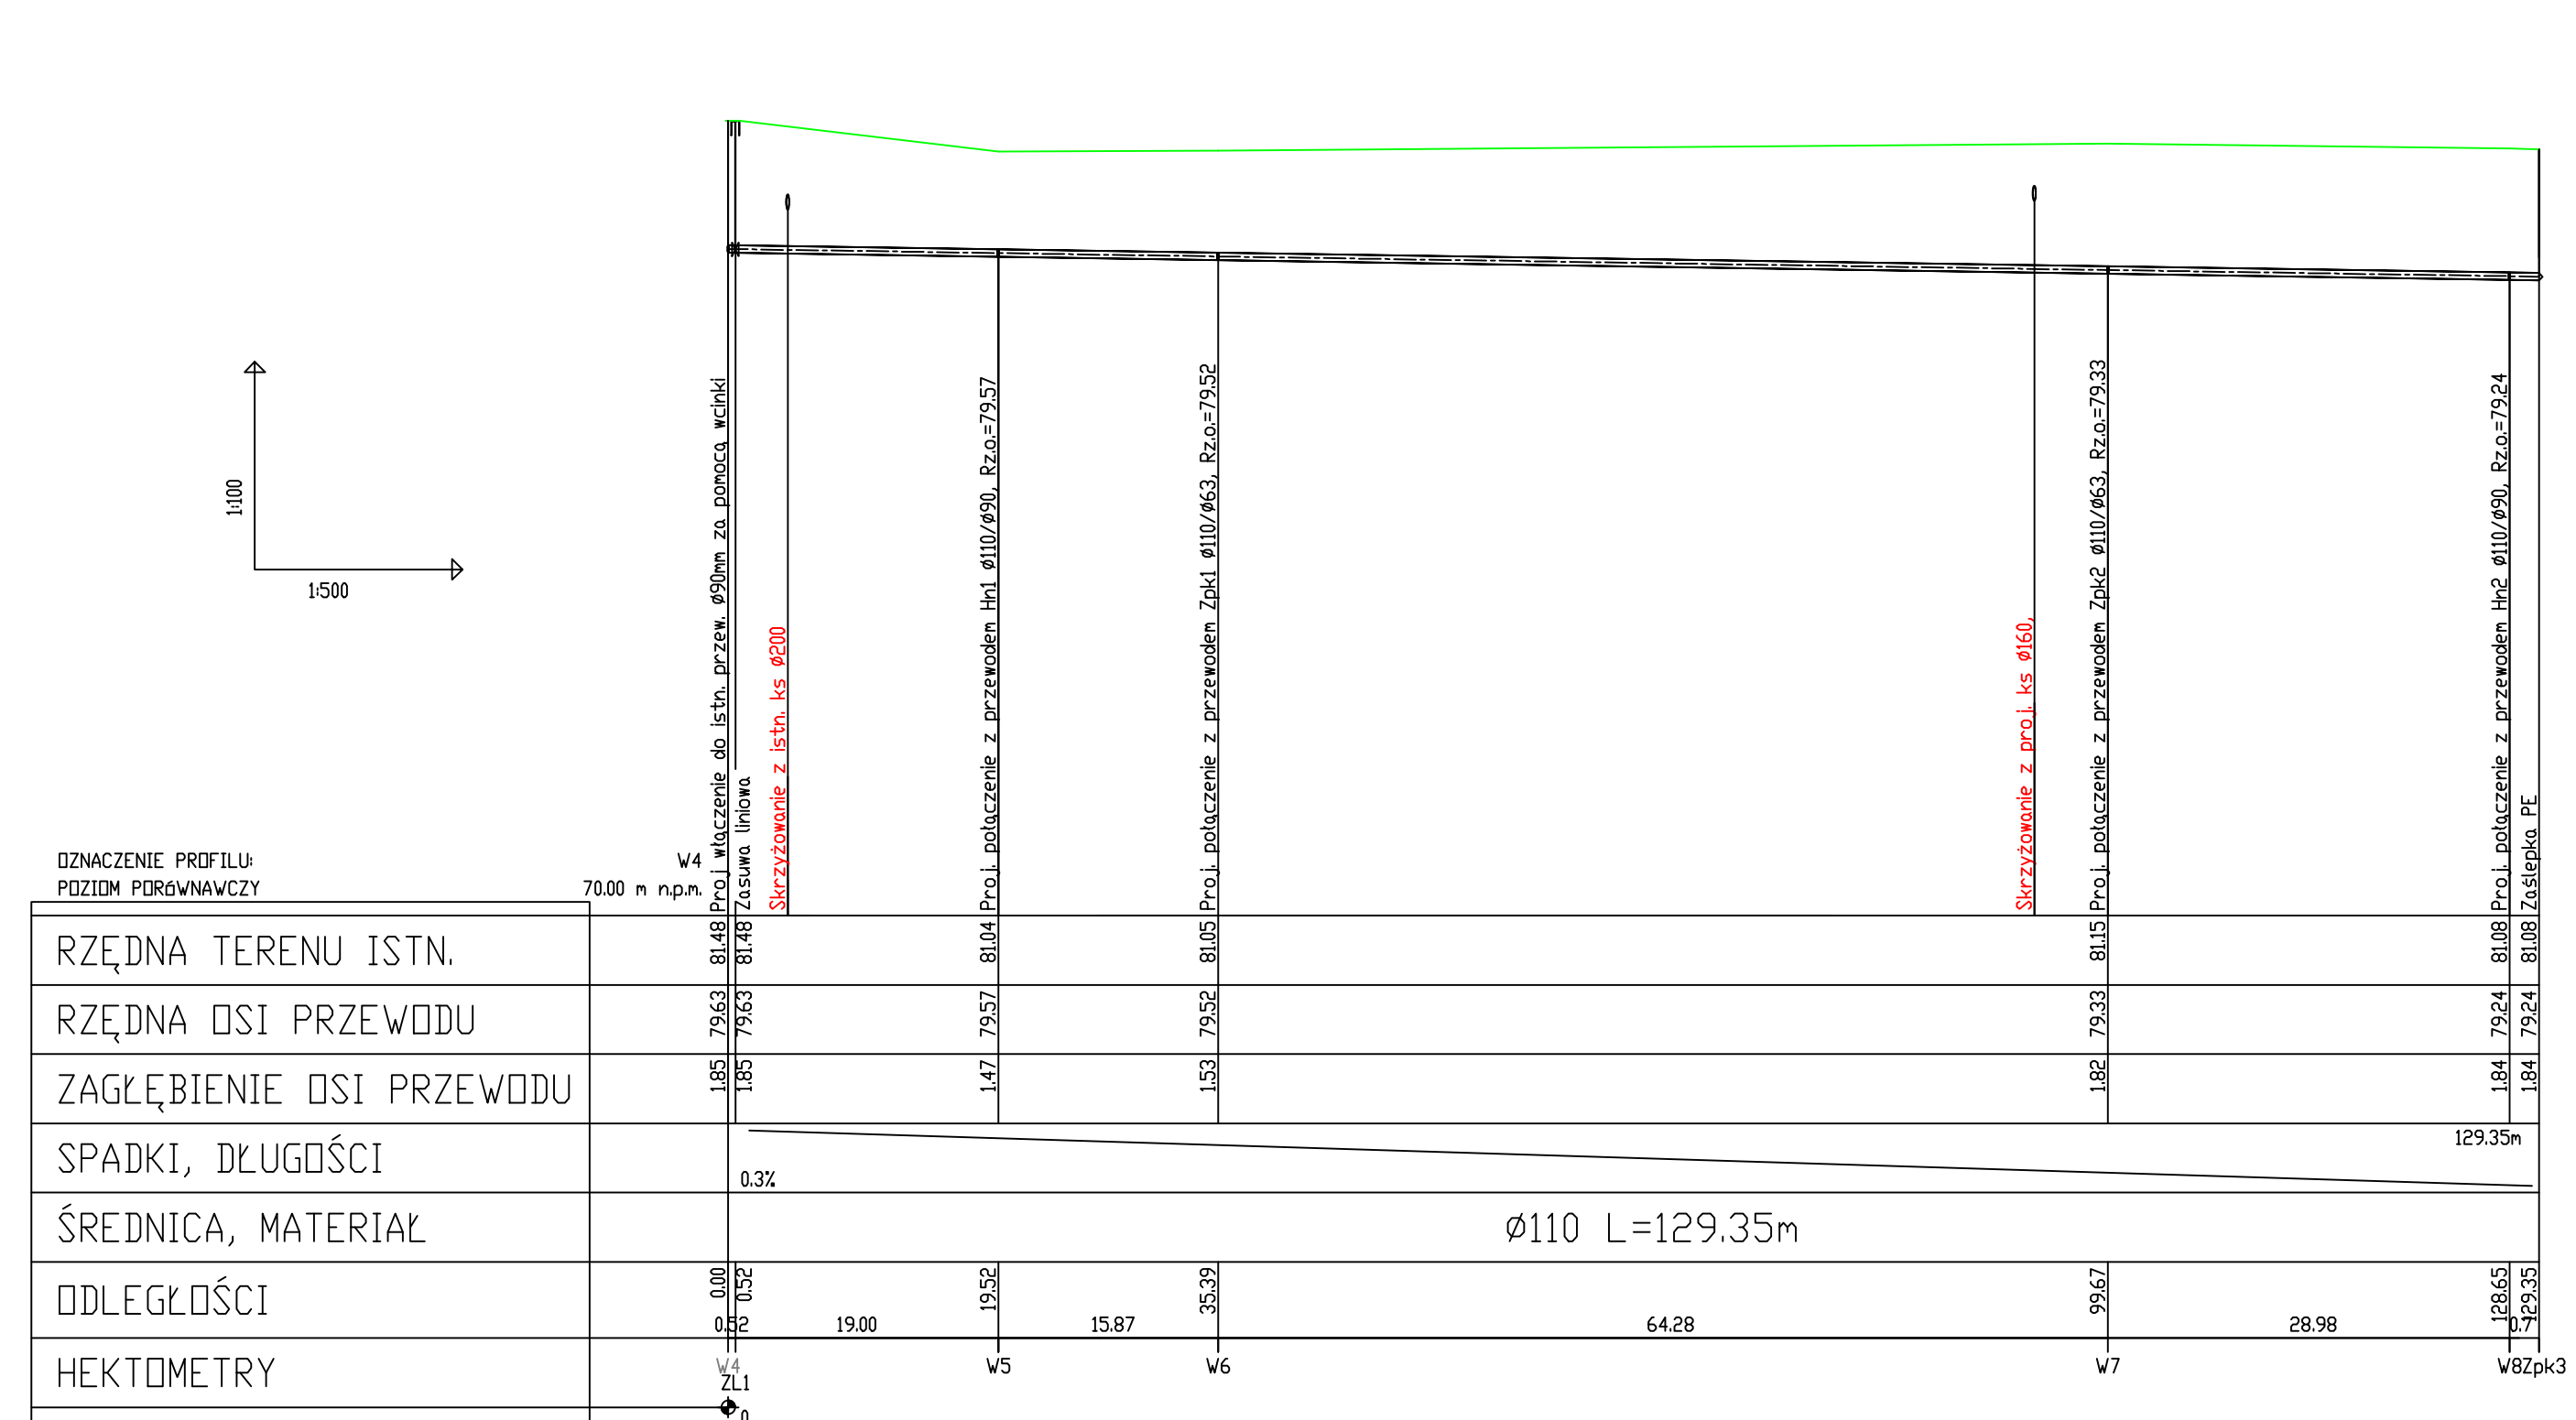 1:100
1:500
Proj. włączenie do istn. przew. ø90mm za pomocą wcinki
Zasuwa liniowa
Skrzyżowanie z istn. ks ø200
Proj. połączenie z przewodem Hn1 ø110/ø90, Rz.o.=79.57
Proj. połączenie z przewodem Zpk1 ø110/ø63, Rz.o.=79.52
Skrzyżowanie z proj. ks ø160,
Proj. połączenie z przewodem Zpk2 ø110/ø63, Rz.o.=79.33
Proj. połączenie z przewodem Hn2 ø110/ø90, Rz.o.=79.24
Zaślepka PE
OZNACZENIE PROFILU: W4
POZIOM PORóWNAWCZY 70.00 m n.p.m.
RZĘDNA TERENU ISTN. 81.48 81.48 81.04 81.05 81.15 81.08 81.08
RZĘDNA OSI PRZEWODU 79.63 79.63 79.57 79.52 79.33 79.24 79.24
ZAGŁĘBIENIE OSI PRZEWODU 1.85 1.85 1.47 1.53 1.82 1.84 1.84
SPADKI, DŁUGOŚCI 0.3% 129.35m
ŚREDNICA, MATERIAŁ Ø110 L=129.35m
ODLEGŁOŚCI 0.00 0.52 19.52 35.39 99.67 128.65 129.35
0.52 19.00 15.87 64.28 28.98 0.7
HEKTOMETRY W4 W5 W6 W7 W8 Zpk3
ZL1
0